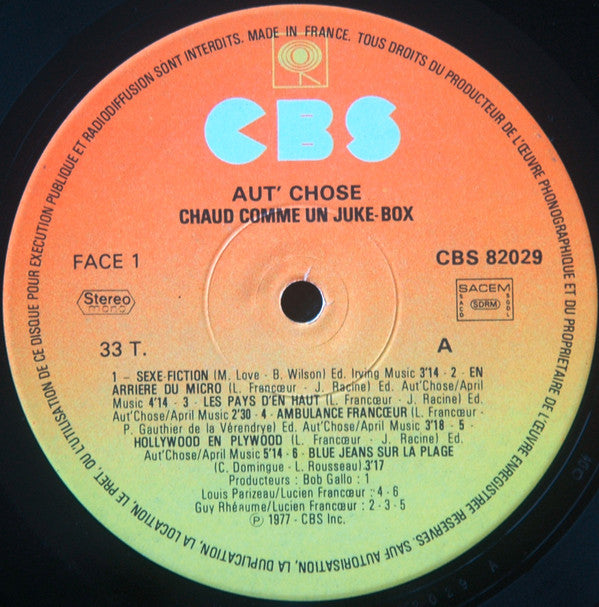 MADE IN FRANCE. TOUS DROITS DU PRODUCTEUR DE L'ŒUVRE PHONOGRAPHIQUE ET DU PROPRIETAIRE DE L'ŒUVRE ENREGISTREE RESERVES. SAUF AUTORISATION, LA DUPLICATION, LA LOCATION, LE PRET, OU L'UTILISATION DE CE DISQUE POUR EXECUTION PUBLIQUE ET RADIODIFFUSION SONT INTERDITS.
CBS
AUT' CHOSE
CHAUD COMME UN JUKE-BOX
FACE 1
CBS 82029
Stereo
mono
SACEM
SACD
SDRM
SGDL
33 T.
A
1 - SEXE-FICTION (M. Love - B. Wilson) Ed. Irving Music 3'14 - 2 - EN
ARRIERE DU MICRO (L. Francœur - J. Racine) Ed. Aut'Chose/April
Music 4'14 - 3 - LES PAYS D'EN HAUT (L. Francœur - J. Racine) Ed.
Aut'Chose/April Music 2'30 - 4 - AMBULANCE FRANCŒUR (L. Francœur -
P. Gauthier de la Vérendrye) Ed. Aut'Chose/April Music 3'18 - 5 -
HOLLYWOOD EN PLYWOOD (L. Francœur - J. Racine) Ed.
Aut'Chose/April Music 5'14 - 6 - BLUE JEANS SUR LA PLAGE
(C. Domingue - L. Rousseau) 3'17
Producteurs : Bob Gallo : 1
Louis Parizeau/Lucien Francœur : 4 - 6
Guy Rhéaume/Lucien Francœur : 2 - 3 - 5
Ⓟ 1977 - CBS Inc.